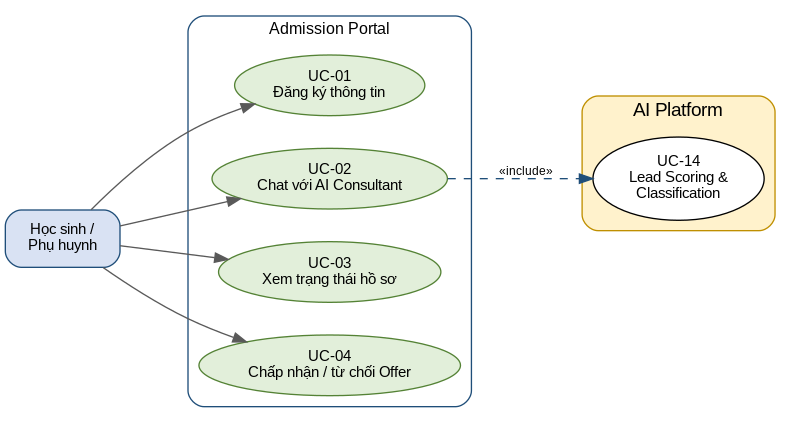 Admission Portal
UC-01
Đăng ký thông tin
AI Platform
UC-02
Chat với AI Consultant
«include»
UC-14
Lead Scoring &
Classification
Học sinh /
Phụ huynh
UC-03
Xem trạng thái hồ sơ
UC-04
Chấp nhận / từ chối Offer